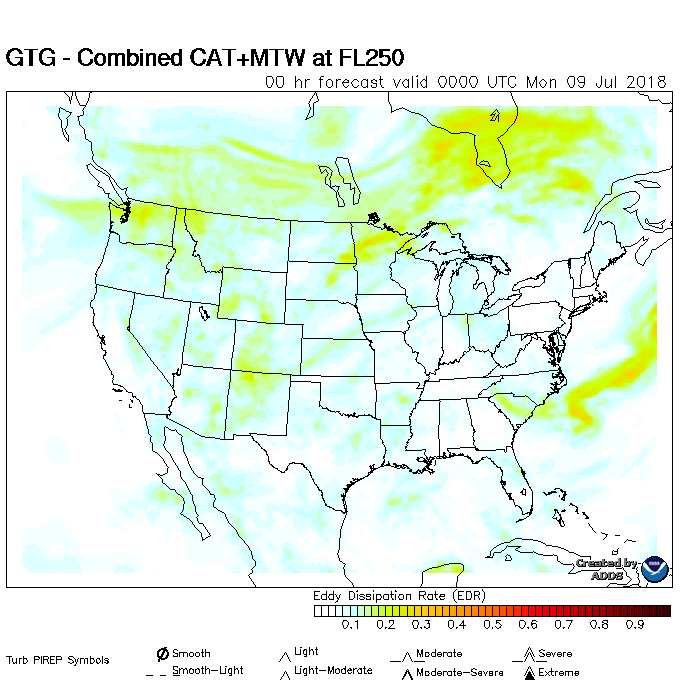 GTG - Combined CAT+MTW at FL250
00 hr forecast valid 0000 UTC Mon 09 Jul 2018
Created by
ADDS
Eddy Dissipation Rate (EDR)
0.1 0.2 0.3 0.4 0.5 0.6 0.7 0.8 0.9
Turb PIREP Symbols
Smooth Light Moderate Severe
Smooth-Light Light-Moderate Moderate-Severe Extreme